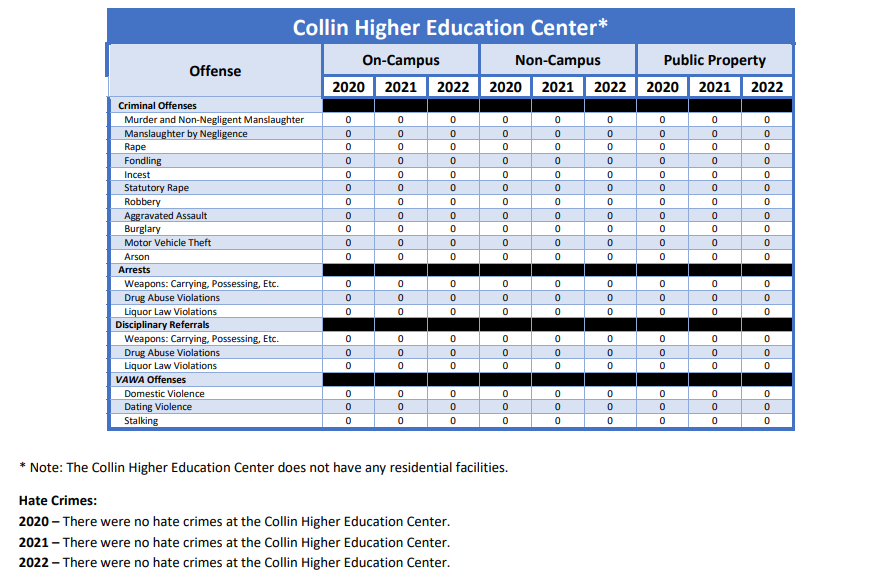 Collin Higher Education Center*
Offense On-Campus Non-Campus Public Property
2020 2021 2022 2020 2021 2022 2020 2021 2022
Criminal Offenses
Murder and Non-Negligent Manslaughter 0 0 0 0 0 0 0 0 0
Manslaughter by Negligence 0 0 0 0 0 0 0 0 0
Rape 0 0 0 0 0 0 0 0 0
Fondling 0 0 0 0 0 0 0 0 0
Incest 0 0 0 0 0 0 0 0 0
Statutory Rape 0 0 0 0 0 0 0 0 0
Robbery 0 0 0 0 0 0 0 0 0
Aggravated Assault 0 0 0 0 0 0 0 0 0
Burglary 0 0 0 0 0 0 0 0 0
Motor Vehicle Theft 0 0 0 0 0 0 0 0 0
Arson 0 0 0 0 0 0 0 0 0
Arrests
Weapons: Carrying, Possessing, Etc. 0 0 0 0 0 0 0 0 0
Drug Abuse Violations 0 0 0 0 0 0 0 0 0
Liquor Law Violations 0 0 0 0 0 0 0 0 0
Disciplinary Referrals
Weapons: Carrying, Possessing, Etc. 0 0 0 0 0 0 0 0 0
Drug Abuse Violations 0 0 0 0 0 0 0 0 0
Liquor Law Violations 0 0 0 0 0 0 0 0 0
VAWA Offenses
Domestic Violence 0 0 0 0 0 0 0 0 0
Dating Violence 0 0 0 0 0 0 0 0 0
Stalking 0 0 0 0 0 0 0 0 0
* Note: The Collin Higher Education Center does not have any residential facilities.
Hate Crimes:
2020 – There were no hate crimes at the Collin Higher Education Center.
2021 – There were no hate crimes at the Collin Higher Education Center.
2022 – There were no hate crimes at the Collin Higher Education Center.